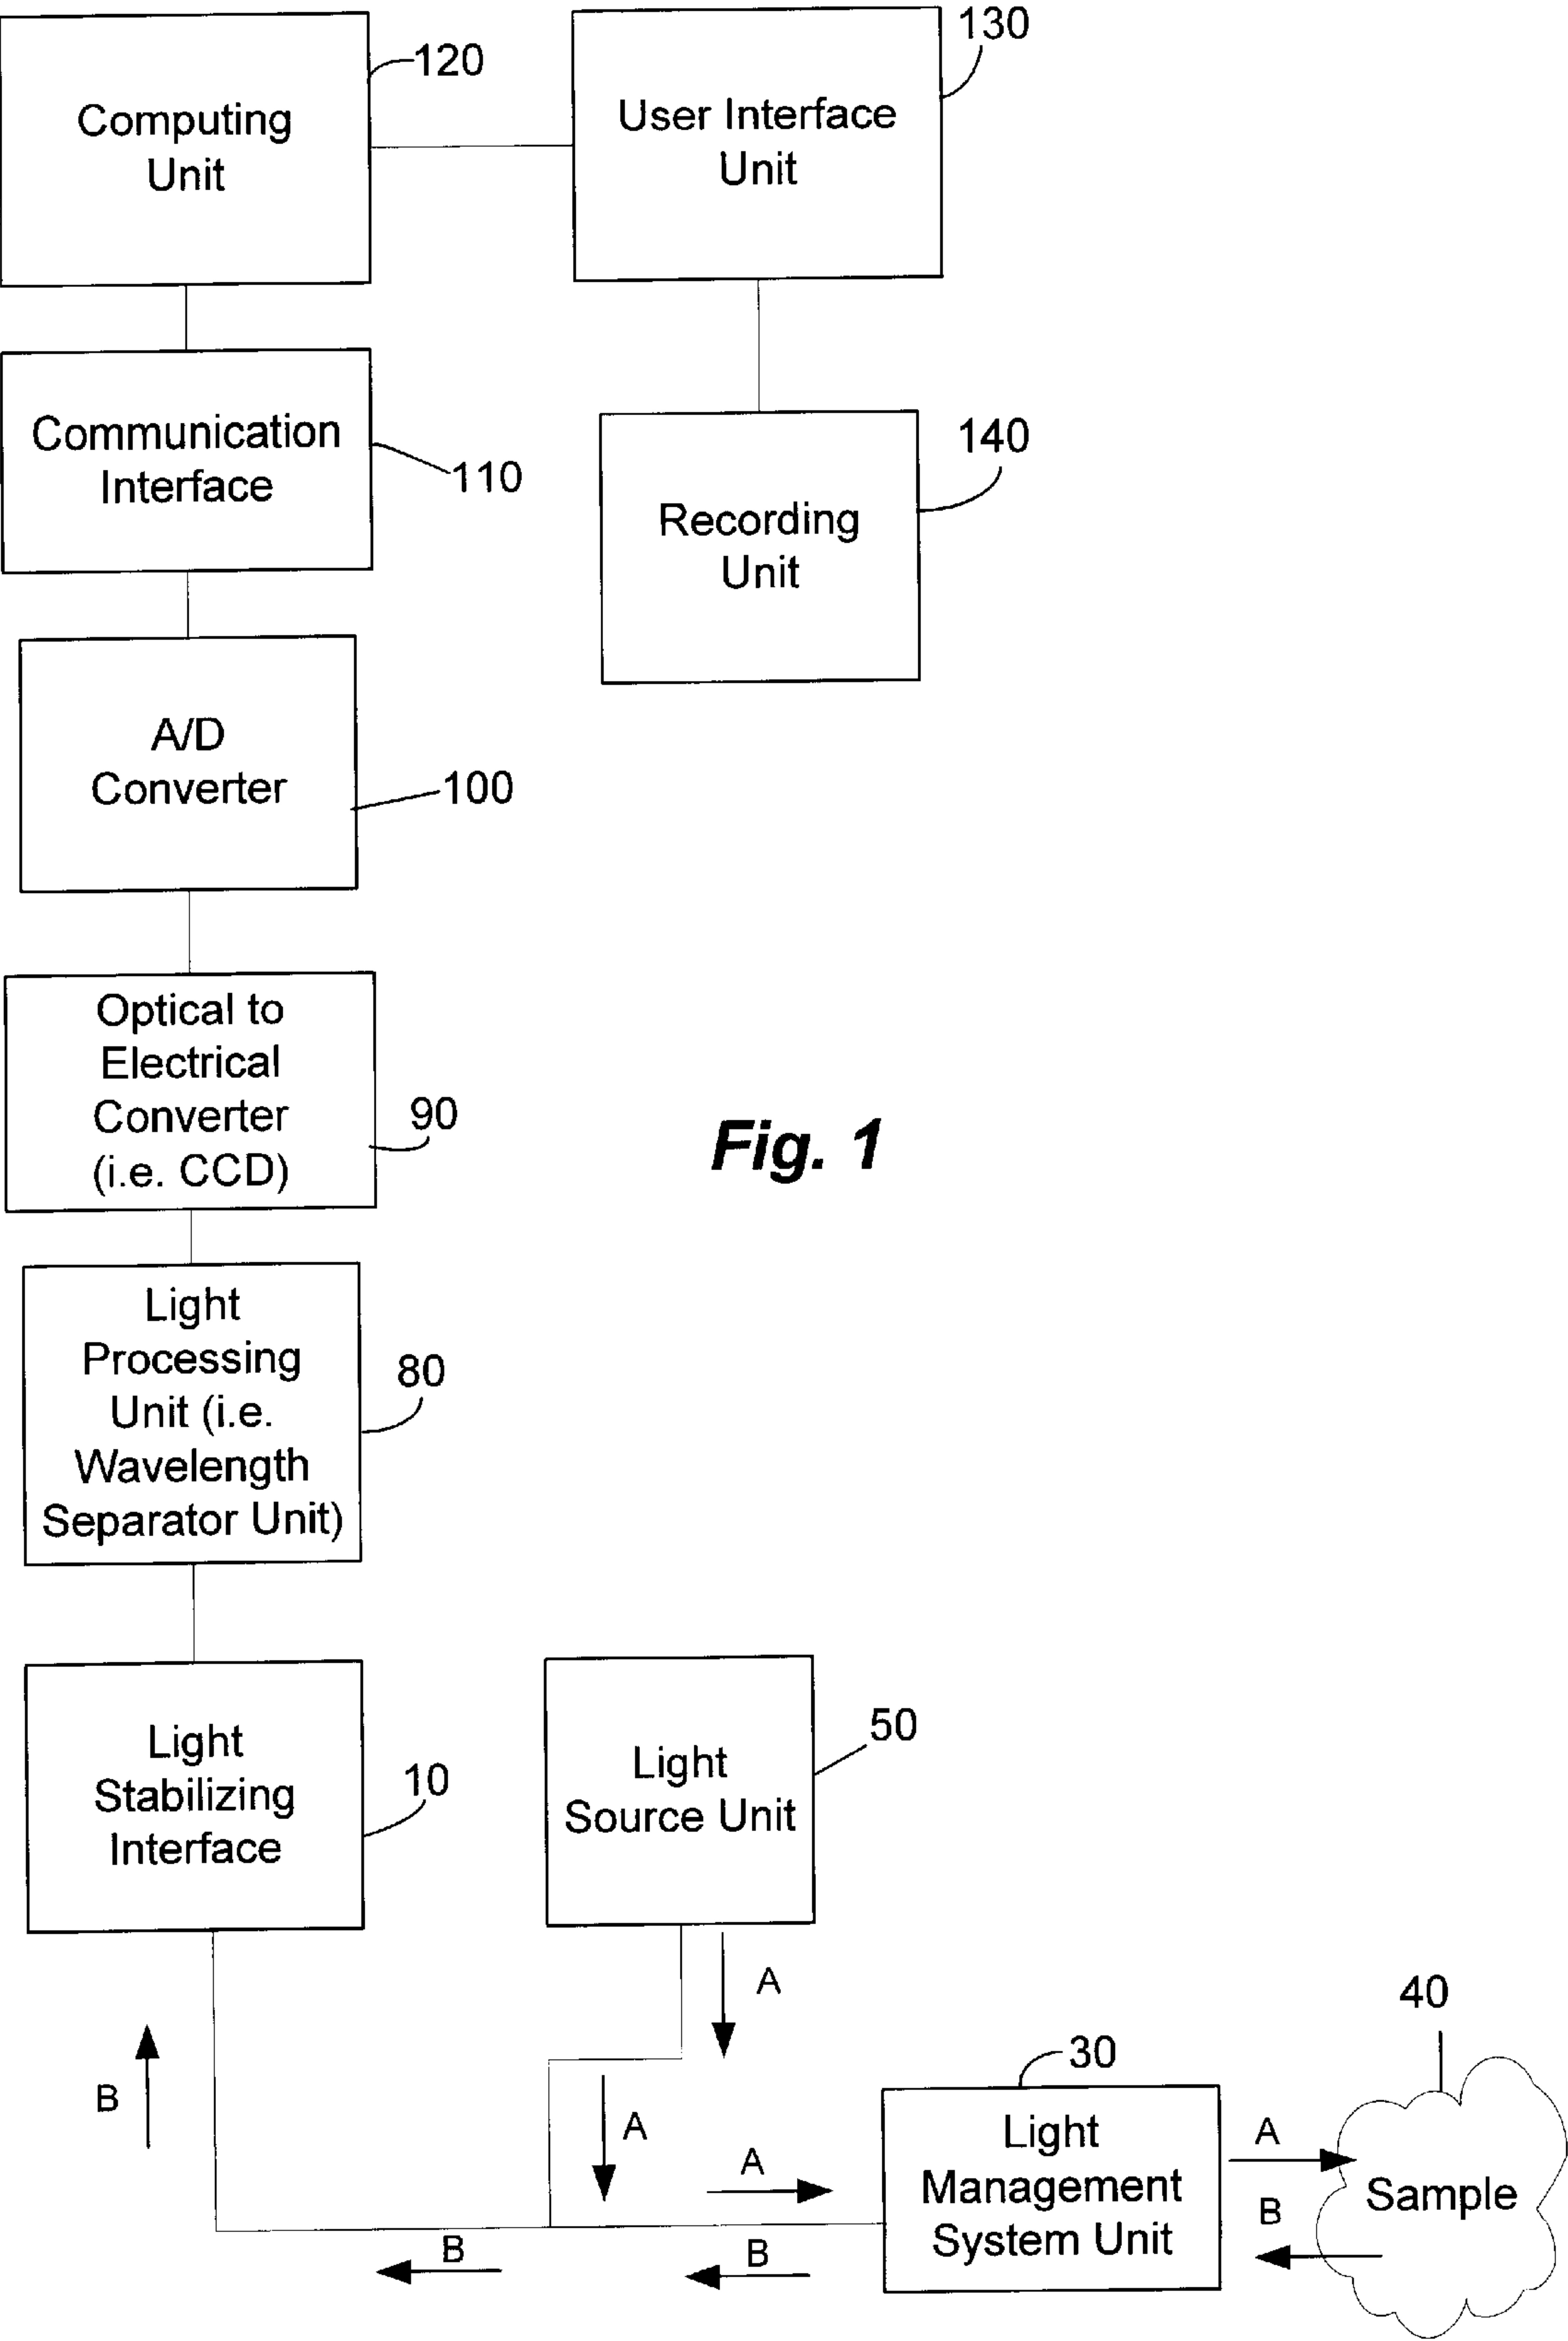 120
Computing
Unit
130
User Interface
Unit
Communication
Interface
110
140
Recording
Unit
A/D
Converter
100
Optical to
Electrical
Converter
(i.e. CCD)
90
Fig. 1
Light
Processing
Unit (i.e.
Wavelength
Separator Unit)
80
Light
Stabilizing
Interface
10
Light
Source Unit
50
A
B
A
A
B
B
30
Light
Management
System Unit
40
A
B
Sample